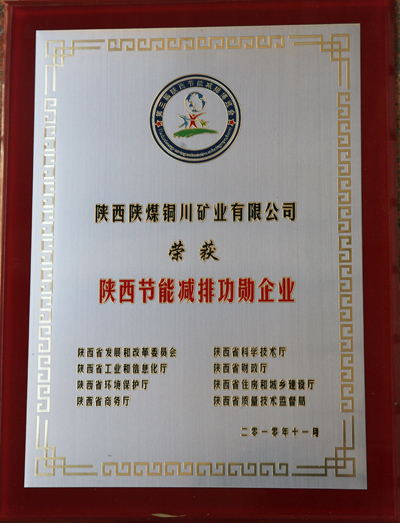 陕西陕煤铜川矿业有限公司
荣获
陕西节能减排功勋企业
陕西省发展和改革委员会
陕西省科学技术厅
陕西省工业和信息化厅
陕西省财政厅
陕西省环境保护厅
陕西省住房和城乡建设厅
陕西省商务厅
陕西省质量技术监督局
二零一零年十一月